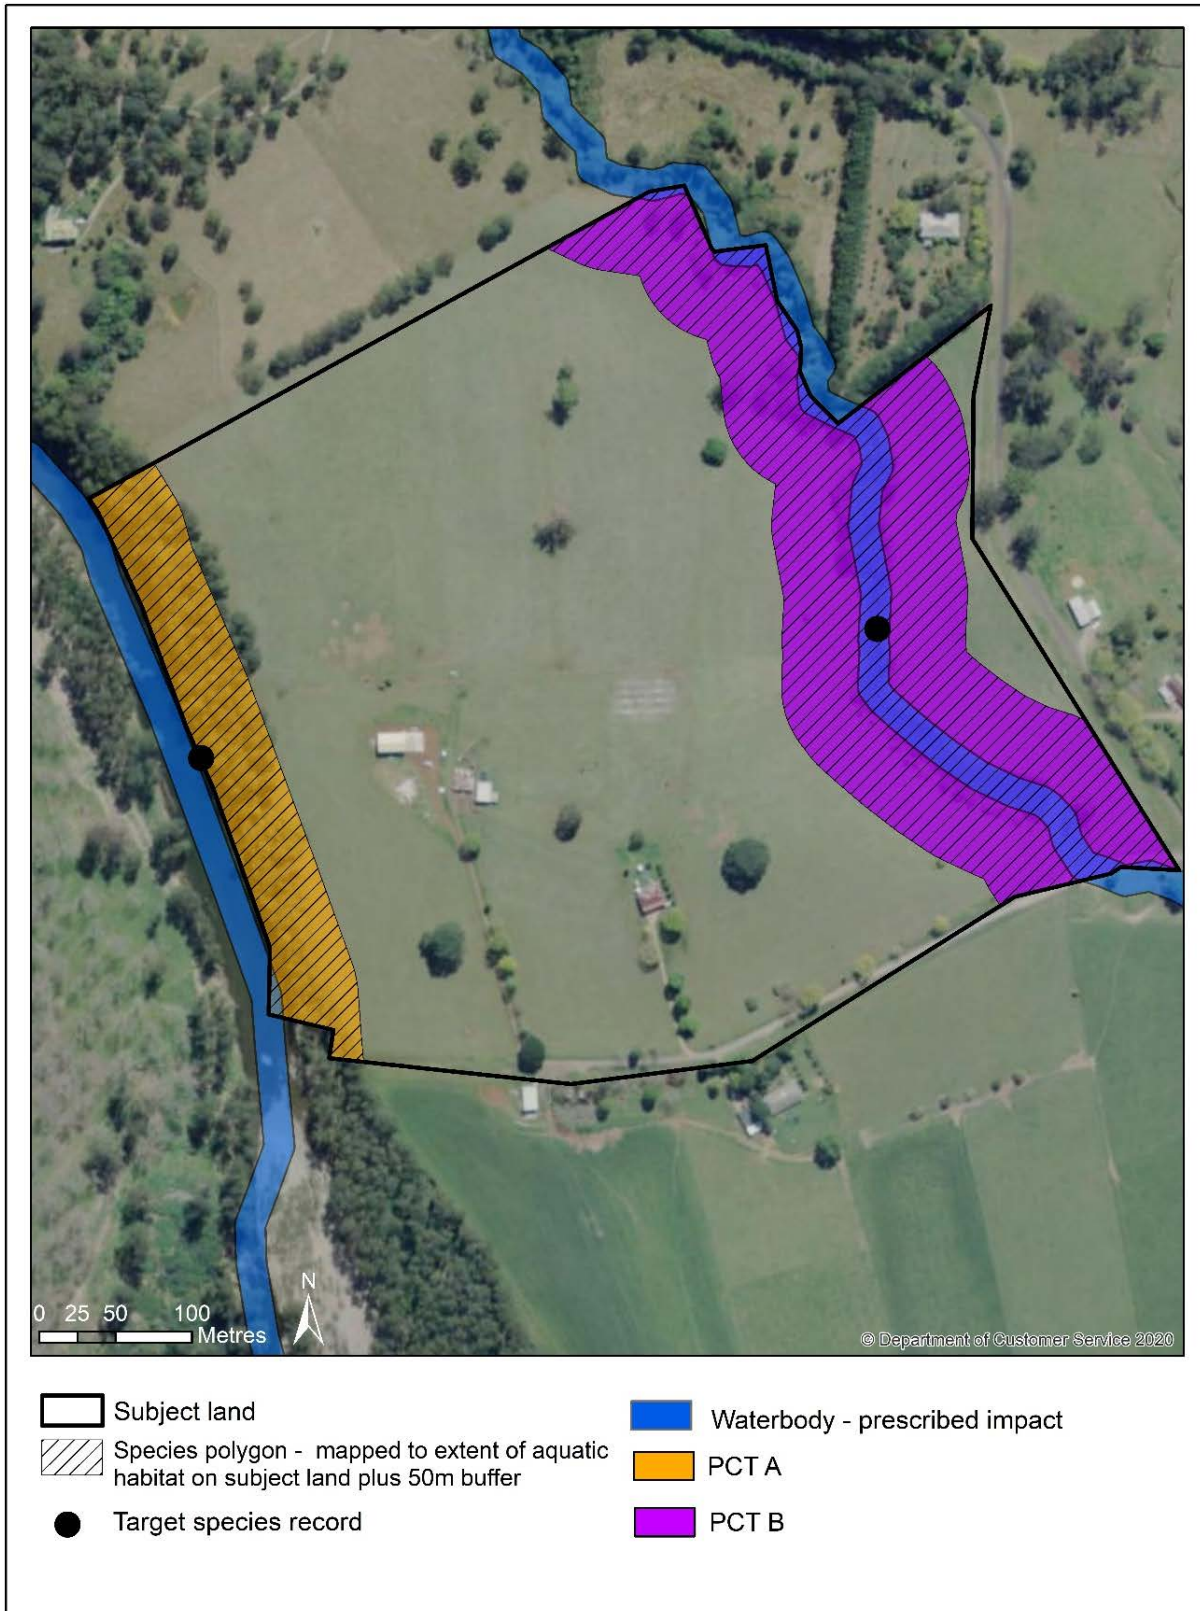 N
0 25 50 100
Metres
© Department of Customer Service 2020
Subject land
Species polygon - mapped to extent of aquatic
habitat on subject land plus 50m buffer
Target species record
Waterbody - prescribed impact
PCT A
PCT B